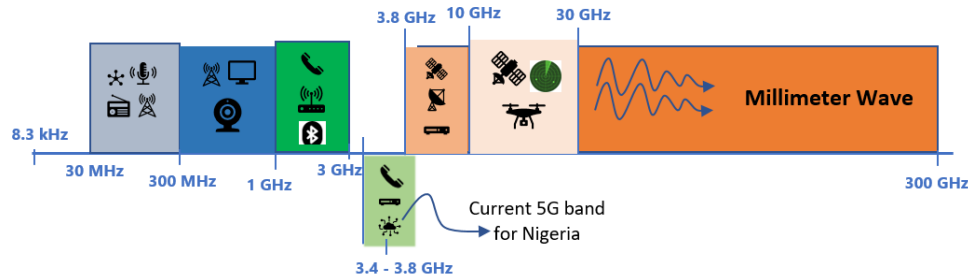 3.8 GHz
10 GHz
30 GHz
Millimeter Wave
8.3 kHz
30 MHz
300 MHz
1 GHz
3 GHz
300 GHz
Current 5G band
for Nigeria
3.4 - 3.8 GHz